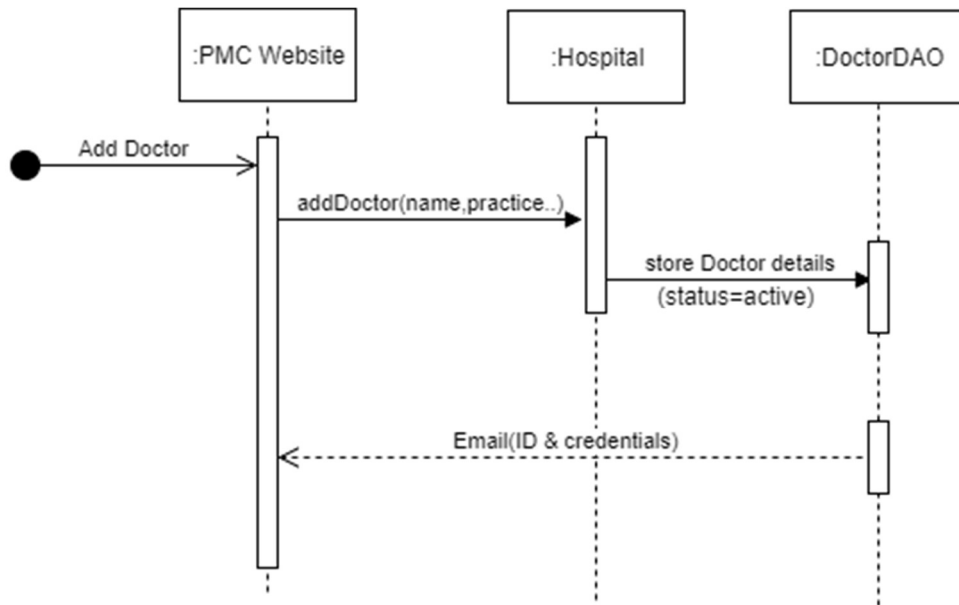 :PMC Website
:Hospital
:DoctorDAO
Add Doctor
addDoctor(name,practice..)
store Doctor details
(status=active)
Email(ID & credentials)